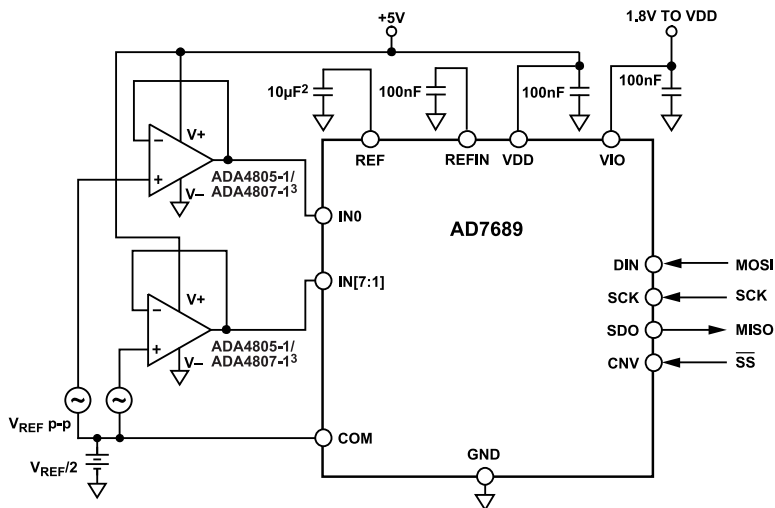 +5V
1.8V TO VDD
10µF²
100nF
100nF
100nF
V+
−
+
V–
ADA4805-1/
ADA4807-1³
REF
REFIN
VDD
VIO
IN0
AD7689
IN[7:1]
V+
−
+
V–
ADA4805-1/
ADA4807-1³
DIN
MOSI
SCK
SCK
SDO
MISO
CNV
S̅S̅
VREF p-p
COM
VREF/2
GND